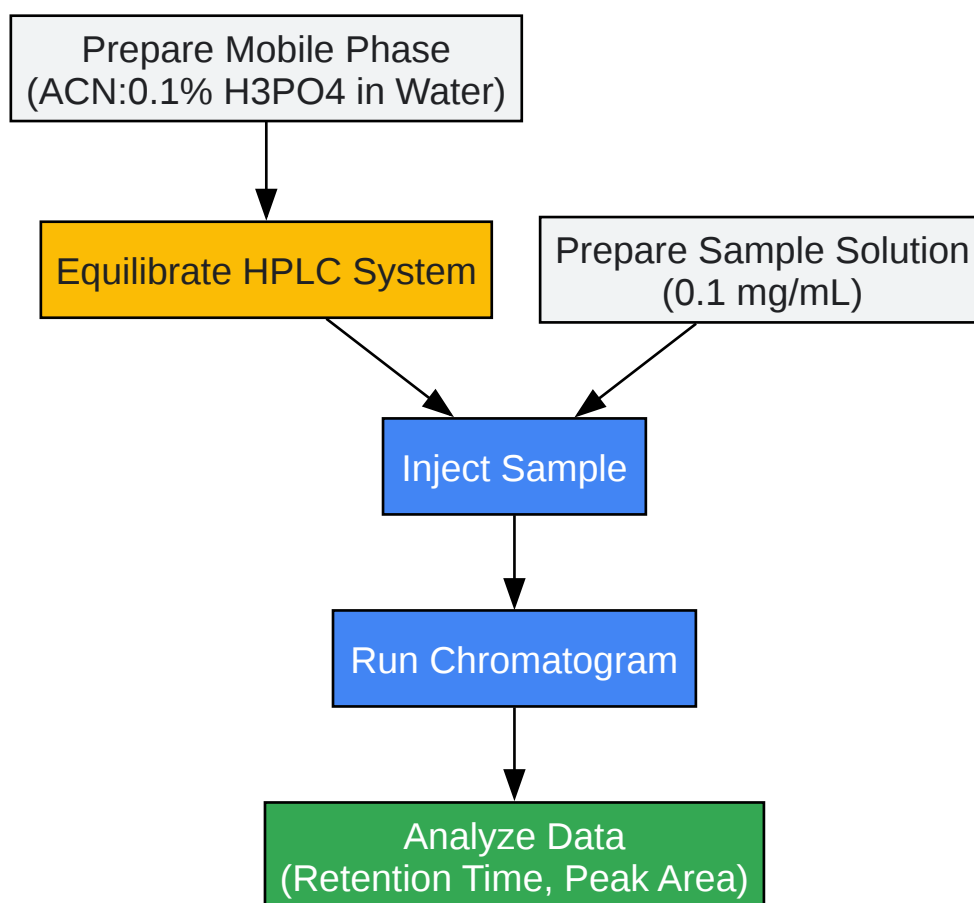 Prepare Mobile Phase
(ACN:0.1% H3PO4 in Water)
Equilibrate HPLC System
Prepare Sample Solution
(0.1 mg/mL)
Inject Sample
Run Chromatogram
Analyze Data
(Retention Time, Peak Area)